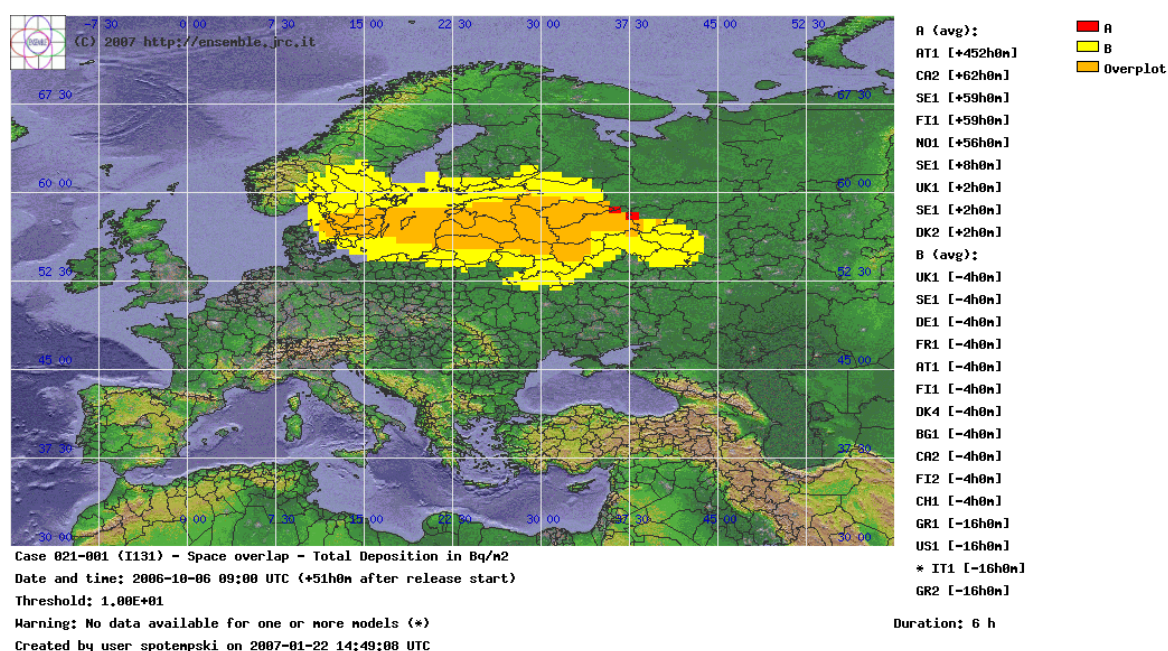 -7 30 7 30 15 00 22 30 30 00 37 30 45 00 52 30
(C) 2007 http://ensemble.jrc.it
67 30 67 30
60 00 60 00
52 30 52 30
45 00 45 00
37 30 37 30
30 00 0 00 7 30 15 00 22 30 30 00 37 30 45 00 30 00
A (avg):
AT1 [+452h0m]
CA2 [+62h0m]
SE1 [+59h0m]
FI1 [+59h0m]
NO1 [+56h0m]
SE1 [+8h0m]
UK1 [+2h0m]
SE1 [+2h0m]
DK2 [+2h0m]
B (avg):
UK1 [-4h0m]
SE1 [-4h0m]
DE1 [-4h0m]
FR1 [-4h0m]
AT1 [-4h0m]
FI1 [-4h0m]
DK4 [-4h0m]
BG1 [-4h0m]
CA2 [-4h0m]
FI2 [-4h0m]
CH1 [-4h0m]
GR1 [-16h0m]
US1 [-16h0m]
* IT1 [-16h0m]
GR2 [-16h0m]
A
B
Overplot
Case 021-001 (I131) - Space overlap - Total Deposition in Bq/m2
Date and time: 2006-10-06 09:00 UTC (+51h0m after release start)
Threshold: 1.00E+01
Warning: No data available for one or more models (*)
Duration: 6 h
Created by user spotempski on 2007-01-22 14:49:08 UTC